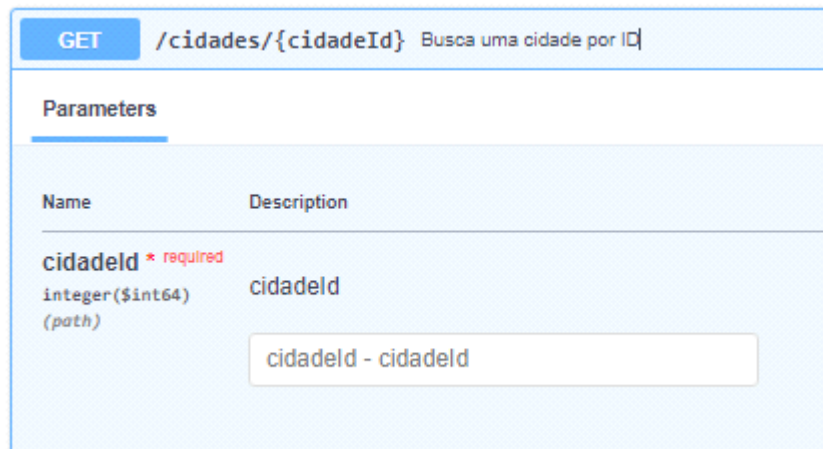 GET /cidades/{cidadeId} Busca uma cidade por ID
Parameters
Name Description
cidadeId * required
integer($int64)
(path)
cidadeId
cidadeId - cidadeId